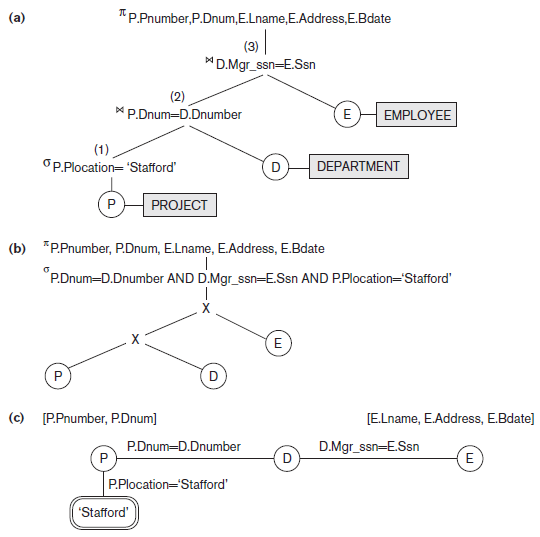 (a) π P.Pnumber,P.Dnum,E.Lname,E.Address,E.Bdate
(3)
⋈ D.Mgr_ssn=E.Ssn
(2)
⋈ P.Dnum=D.Dnumber
E EMPLOYEE
(1)
σ P.Plocation= ‘Stafford’
D DEPARTMENT
P PROJECT
(b) π P.Pnumber, P.Dnum, E.Lname, E.Address, E.Bdate
σ P.Dnum=D.Dnumber AND D.Mgr_ssn=E.Ssn AND P.Plocation=‘Stafford’
X
X
E
P
D
(c) [P.Pnumber, P.Dnum] [E.Lname, E.Address, E.Bdate]
P.Dnum=D.Dnumber D.Mgr_ssn=E.Ssn
P D E
P.Plocation=‘Stafford’
‘Stafford’